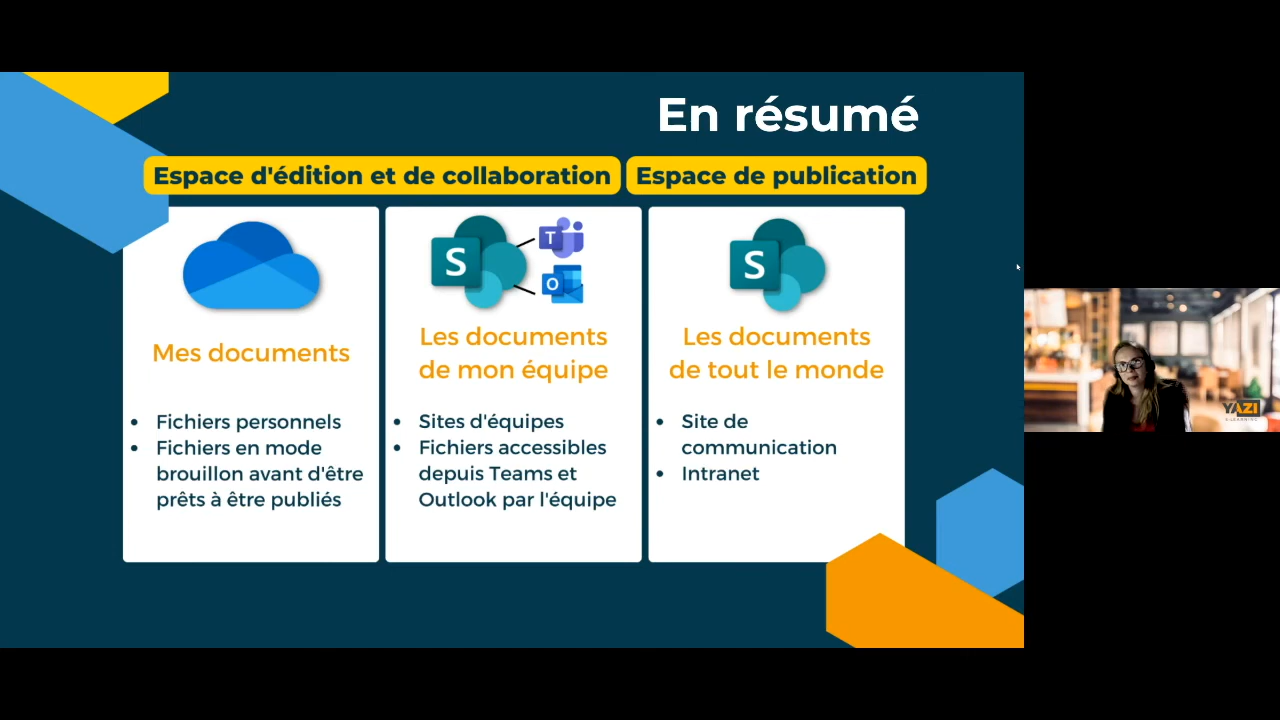 En résumé
Espace d'édition et de collaboration
Espace de publication
Mes documents
Fichiers personnels
Fichiers en mode
brouillon avant d'être
prêts à être publiés
S
T
O
Les documents
de mon équipe
Sites d'équipes
Fichiers accessibles
depuis Teams et
Outlook par l'équipe
S
Les documents
de tout le monde
Site de
communication
Intranet
YAZI
E-LEARNING